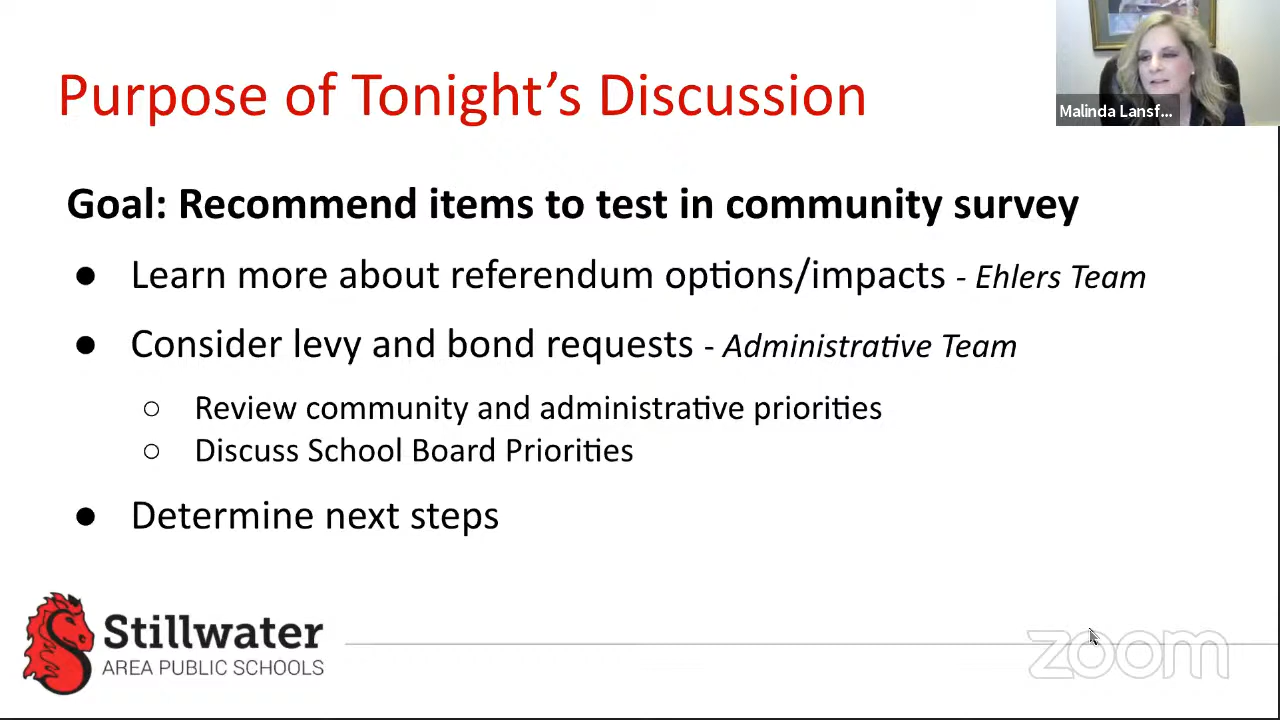 Purpose of Tonight's Discussion
Malinda Lansf...
Goal: Recommend items to test in community survey
● Learn more about referendum options/impacts - Ehlers Team
● Consider levy and bond requests - Administrative Team
○ Review community and administrative priorities
○ Discuss School Board Priorities
● Determine next steps
Stillwater
AREA PUBLIC SCHOOLS
zoom